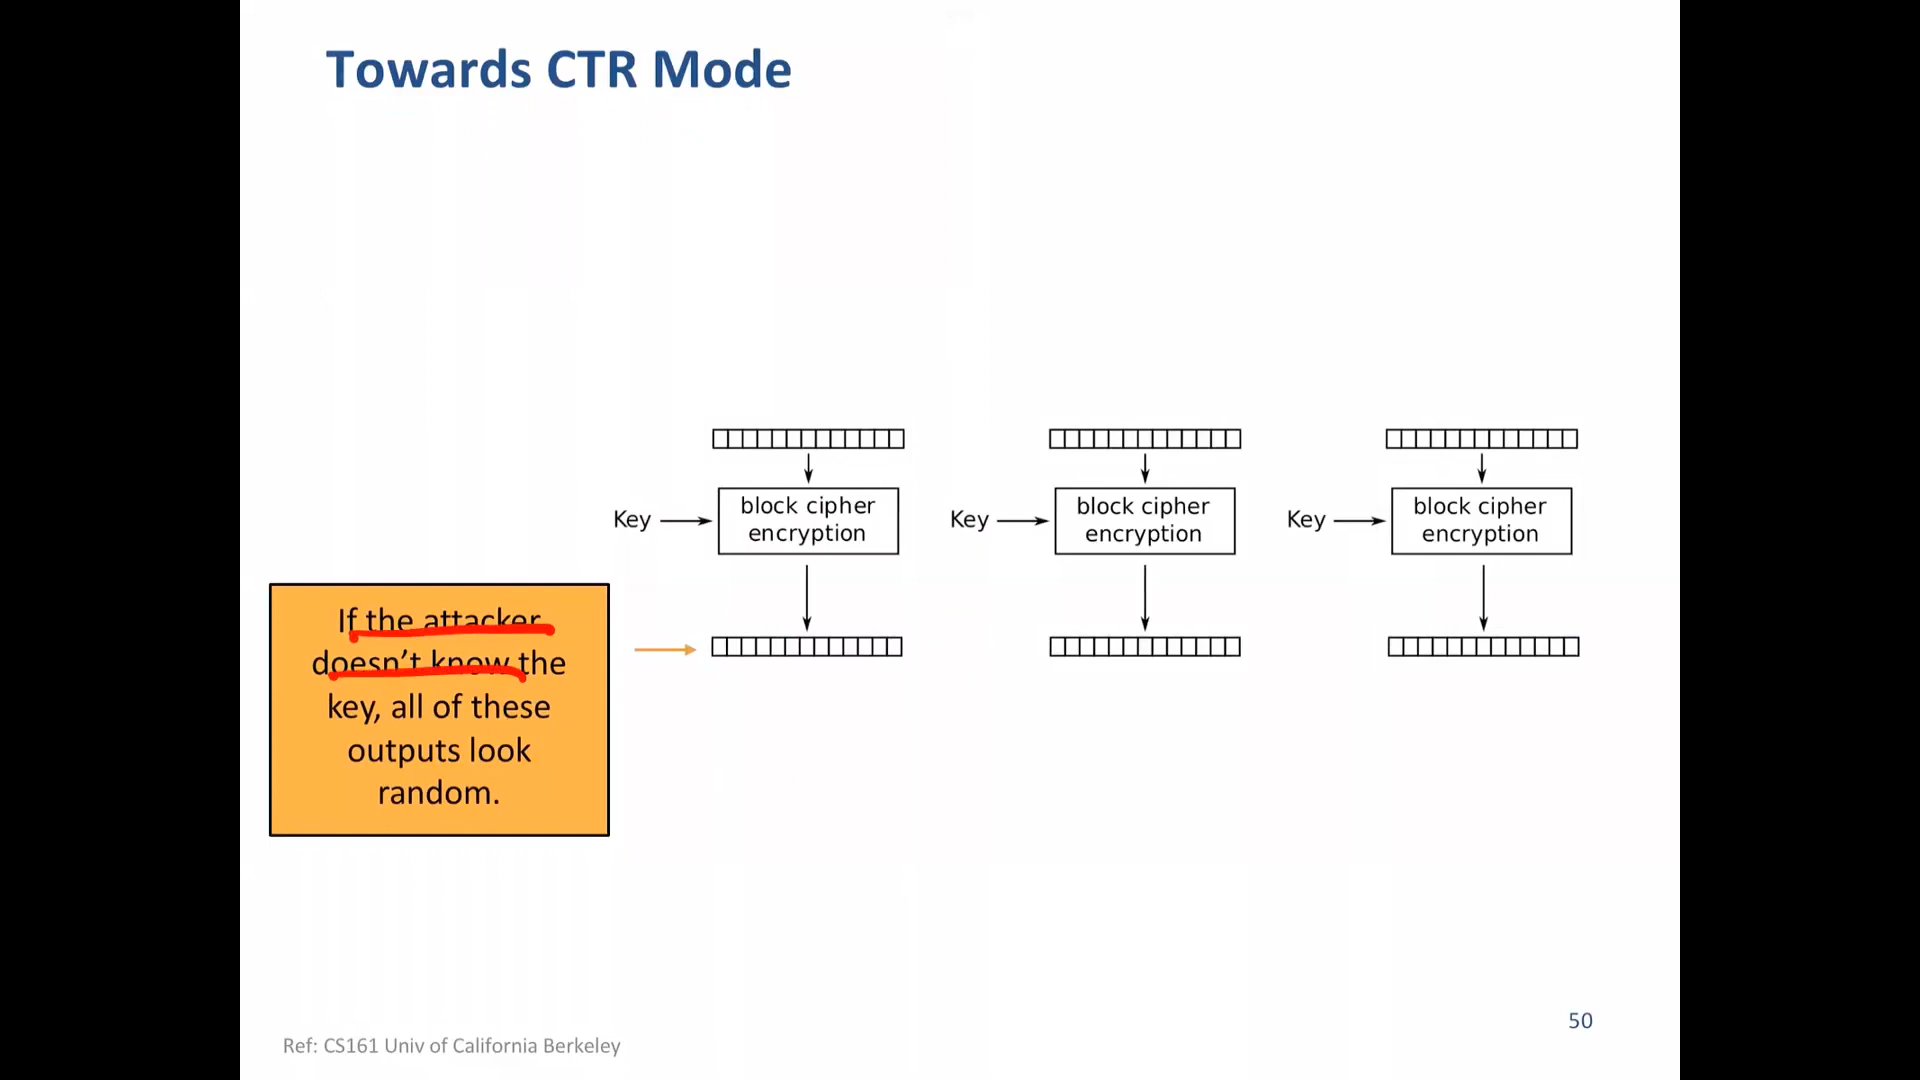 Towards CTR Mode
Key
block cipher
encryption
Key
block cipher
encryption
Key
block cipher
encryption
If the attacker
doesn't know the
key, all of these
outputs look
random.
50
Ref: CS161 Univ of California Berkeley